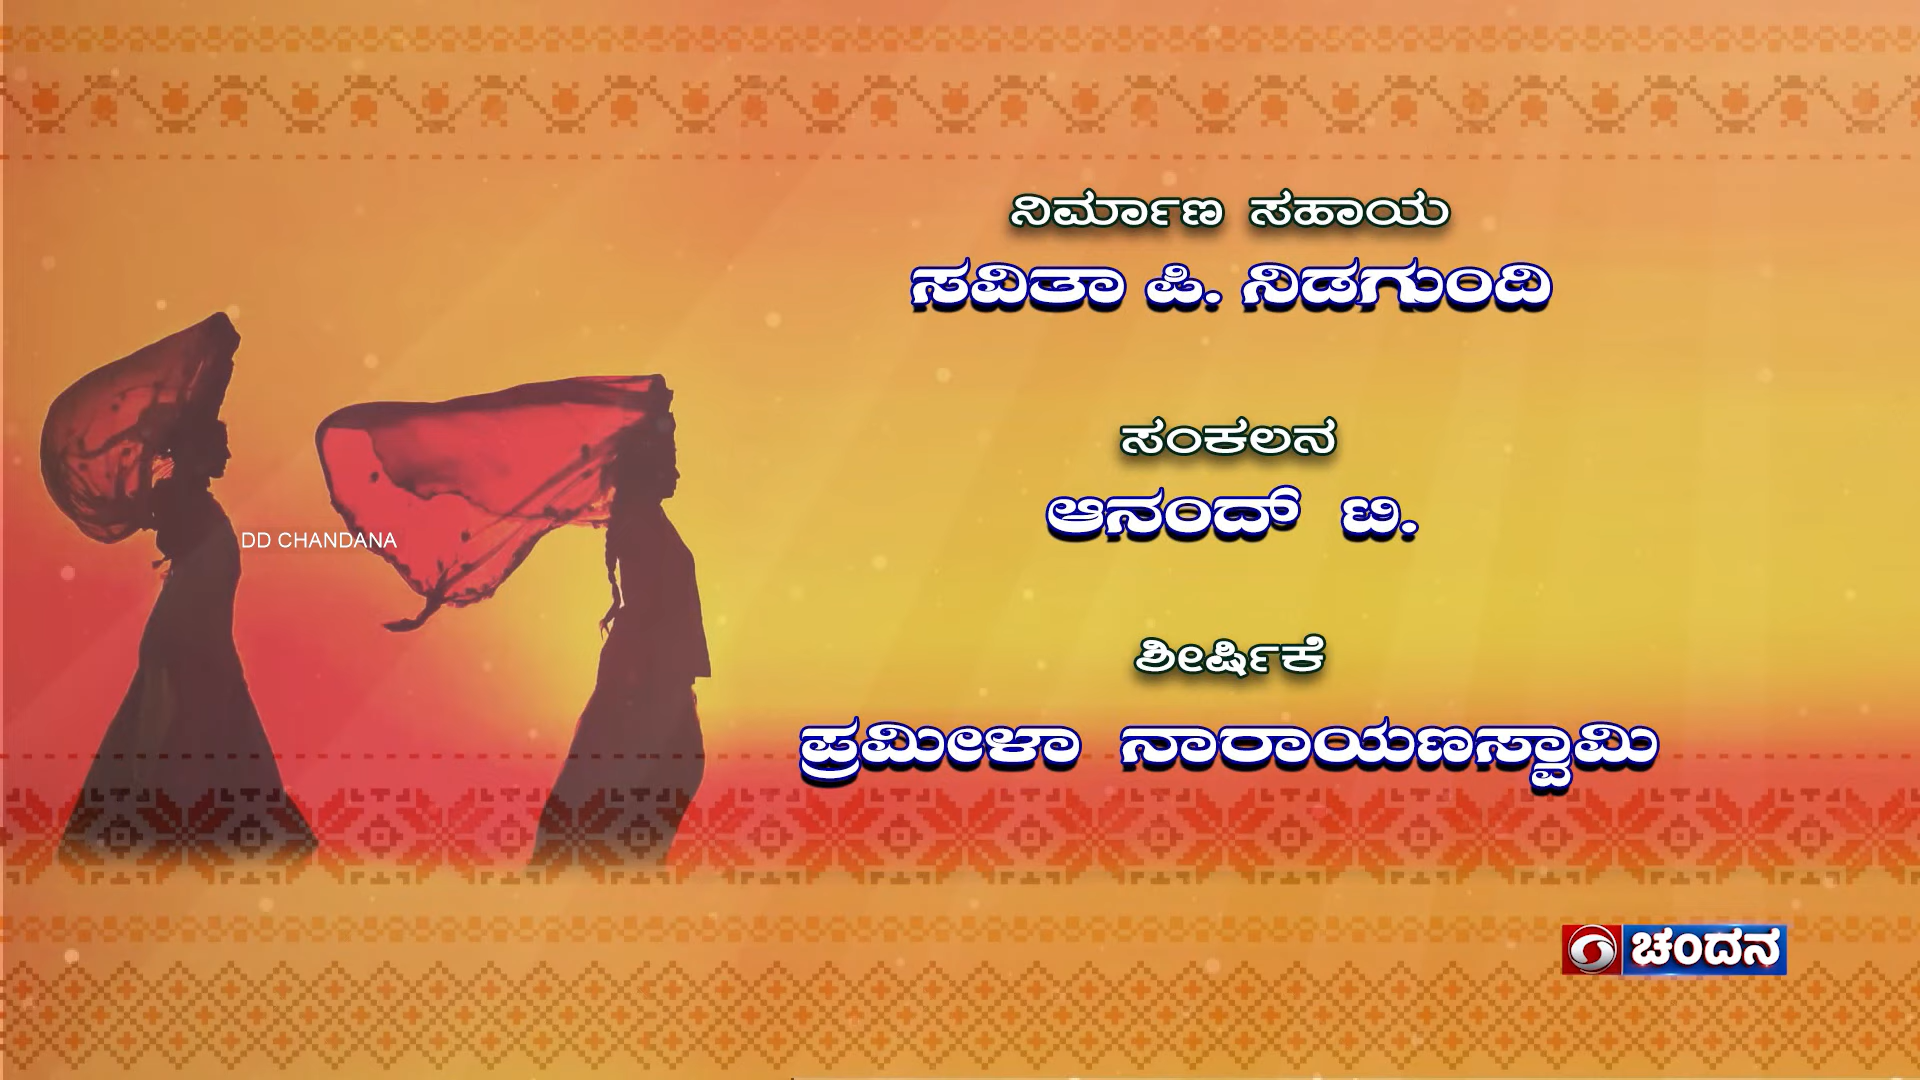 ನಿರ್ಮಾಣ ಸಹಾಯ
ಸವಿತಾ ಪಿ. ನಿಡಗುಂದಿ
ಸಂಕಲನ
ಆನಂದ್ ಟಿ.
DD CHANDANA
ಶೀರ್ಷಿಕೆ
ಪ್ರಮೀಳಾ ನಾರಾಯಣಸ್ವಾಮಿ
ಚಂದನ